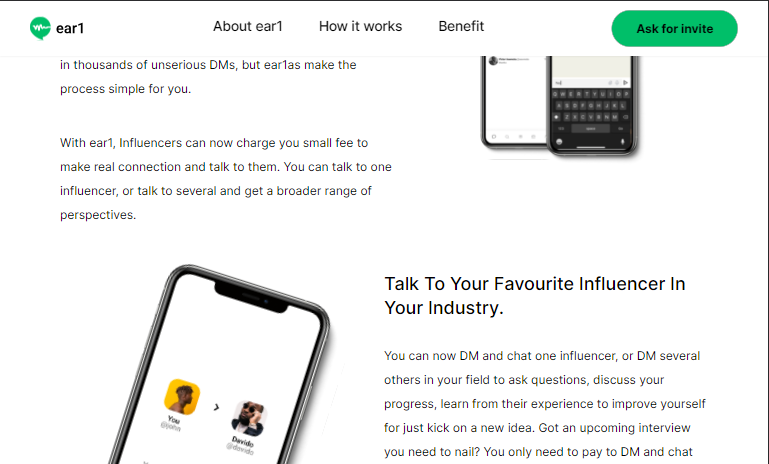 ear1
About ear1
How it works
Benefit
Ask for invite
in thousands of unserious DMs, but ear1as make the
process simple for you.
With ear1, Influencers can now charge you small fee to
make real connection and talk to them. You can talk to one
influencer, or talk to several and get a broader range of
perspectives.
You
@john
Davido
@davido
Talk To Your Favourite Influencer In
Your Industry.
You can now DM and chat one influencer, or DM several
others in your field to ask questions, discuss your
progress, learn from their experience to improve yourself
for just kick on a new idea. Got an upcoming interview
you need to nail? You only need to pay to DM and chat